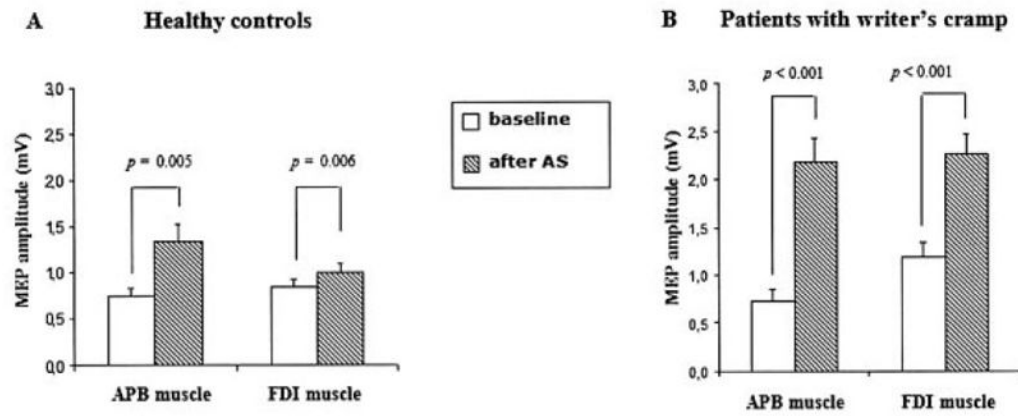 A Healthy controls
MEP amplitude (mV)
3,0
2,5
2,0
1,5
1,0
0,5
0,0
p = 0.005
p = 0.006
APB muscle
FDI muscle
baseline
after AS
B Patients with writer's cramp
MEP amplitude (mV)
3,0
2,5
2,0
1,5
1,0
0,5
0,0
p < 0.001
p < 0.001
APB muscle
FDI muscle